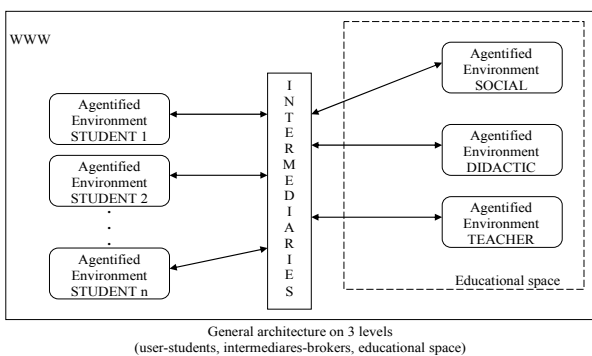 WWW
Agentified
Environment
STUDENT 1
Agentified
Environment
STUDENT 2
.
.
.
Agentified
Environment
STUDENT n
I
N
T
E
R
M
E
D
I
A
R
I
E
S
Agentified
Environment
SOCIAL
Agentified
Environment
DIDACTIC
Agentified
Environment
TEACHER
Educational space
General architecture on 3 levels
(user-students, intermediares-brokers, educational space)